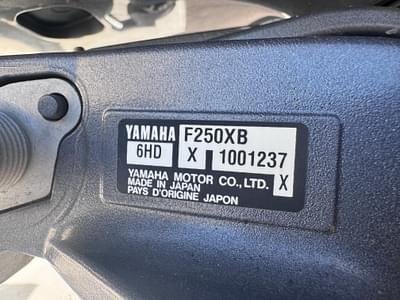 YAMAHA F250XB
6HD X 1001237
YAMAHA MOTOR CO., LTD. X
MADE IN JAPAN
PAYS D'ORIGINE JAPON